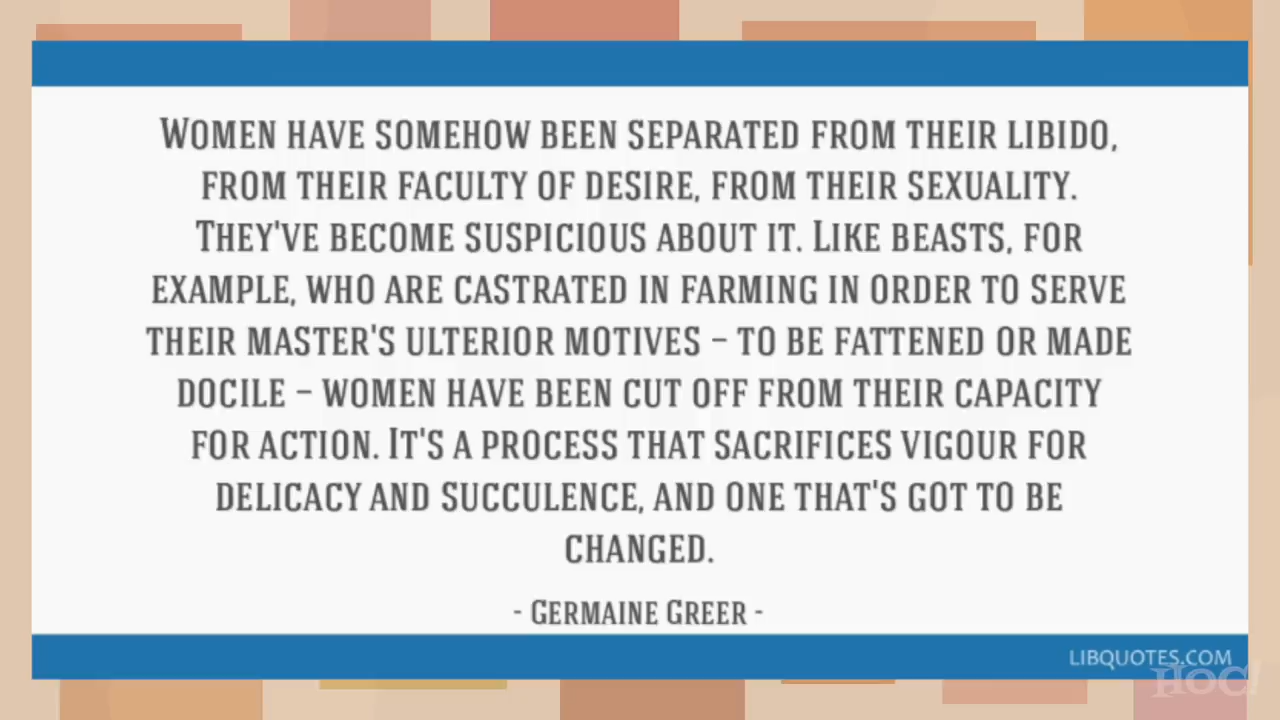 Women have somehow been separated from their libido,
from their faculty of desire, from their sexuality.
They've become suspicious about it. Like beasts, for
example, who are castrated in farming in order to serve
their master's ulterior motives – to be fattened or made
docile – women have been cut off from their capacity
for action. It's a process that sacrifices vigour for
delicacy and succulence, and one that's got to be
changed.
- Germaine Greer -
LIBQUOTES.COM
HOC!